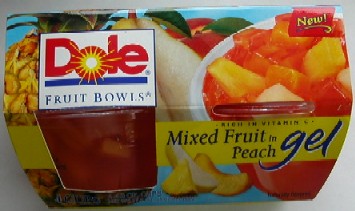 New!
Dole®
FRUIT BOWLS®
RICH IN VITAMIN C
Mixed Fruit in
Peach gel